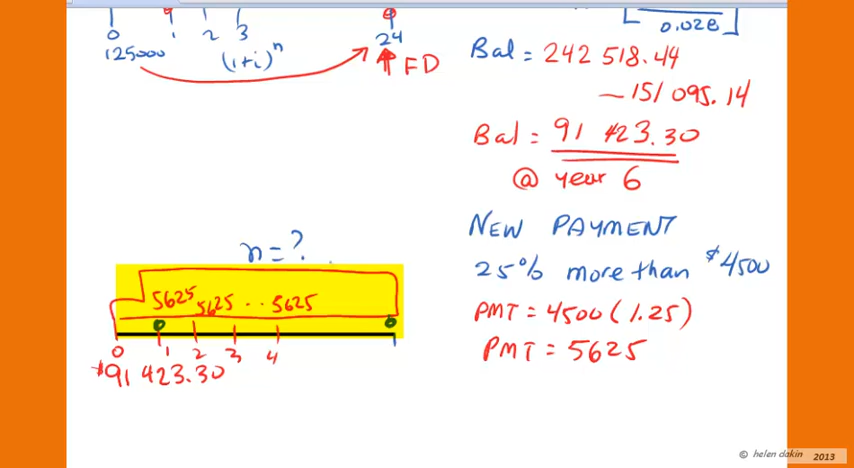 0 1 2 3 24
125000 (1+i)^n
FD
0.028
Bal = 242 518.44
- 151 095.14
Bal = 91 423.30
@ year 6
NEW PAYMENT
25% more than $4500
PMT = 4500 (1.25)
PMT = 5625
n = ?
5625 5625 .. 5625
0 1 2 3 4
$91 423.30
© helen dakin 2013